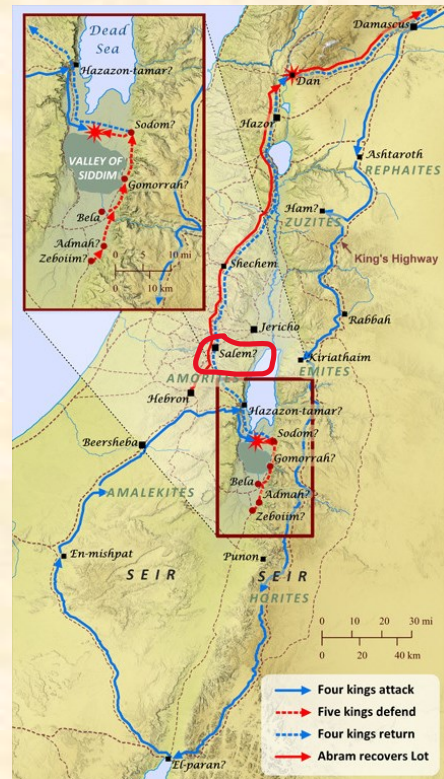 Dead
Sea
Hazazon-tamar?
Sodom?
VALLEY OF
SIDDIM
Gomorrah?
Bela
Admah?
Zeboiim?
0 5 10 mi
0 10 km
Damascus
Dan
Hazor
Ashtaroth
REPHAITES
Ham?
ZUZITES
King's Highway
Shechem
Rabbah
Jericho
Salem?
Kiriathaim
AMORITES
EMITES
Hebron
Hazazon-tamar?
Sodom?
Beersheba
Gomorrah?
Bela
AMALEKITES
Admah?
Zeboiim?
En-mishpat
Punon
SEIR
SEIR
HORITES
0 10 20 30 mi
0 20 40 km
El-paran?
Four kings attack
Five kings defend
Four kings return
Abram recovers Lot